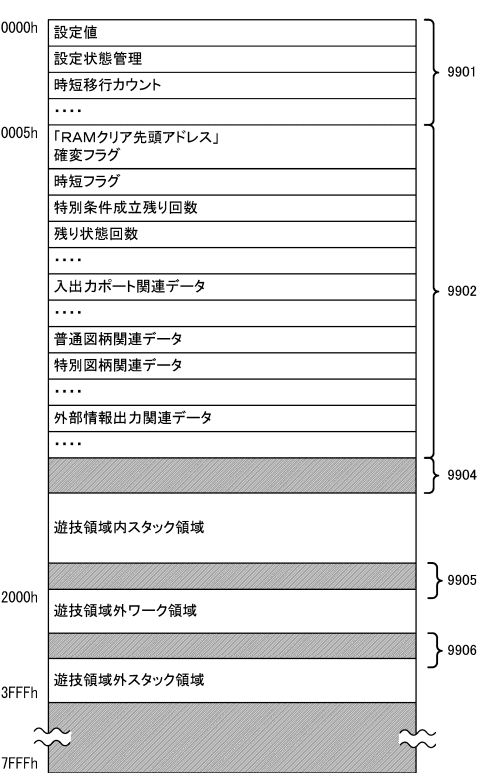 0000h
設定値
設定状態管理
時短移行カウント
････
9901
0005h
「RAMクリア先頭アドレス」
確変フラグ
時短フラグ
特別条件成立残り回数
残り状態回数
････
入出力ポート関連データ
････
普通図柄関連データ
特別図柄関連データ
････
外部情報出力関連データ
････
9902
9904
遊技領域内スタック領域
9905
2000h
遊技領域外ワーク領域
9906
遊技領域外スタック領域
3FFFh
7FFFh